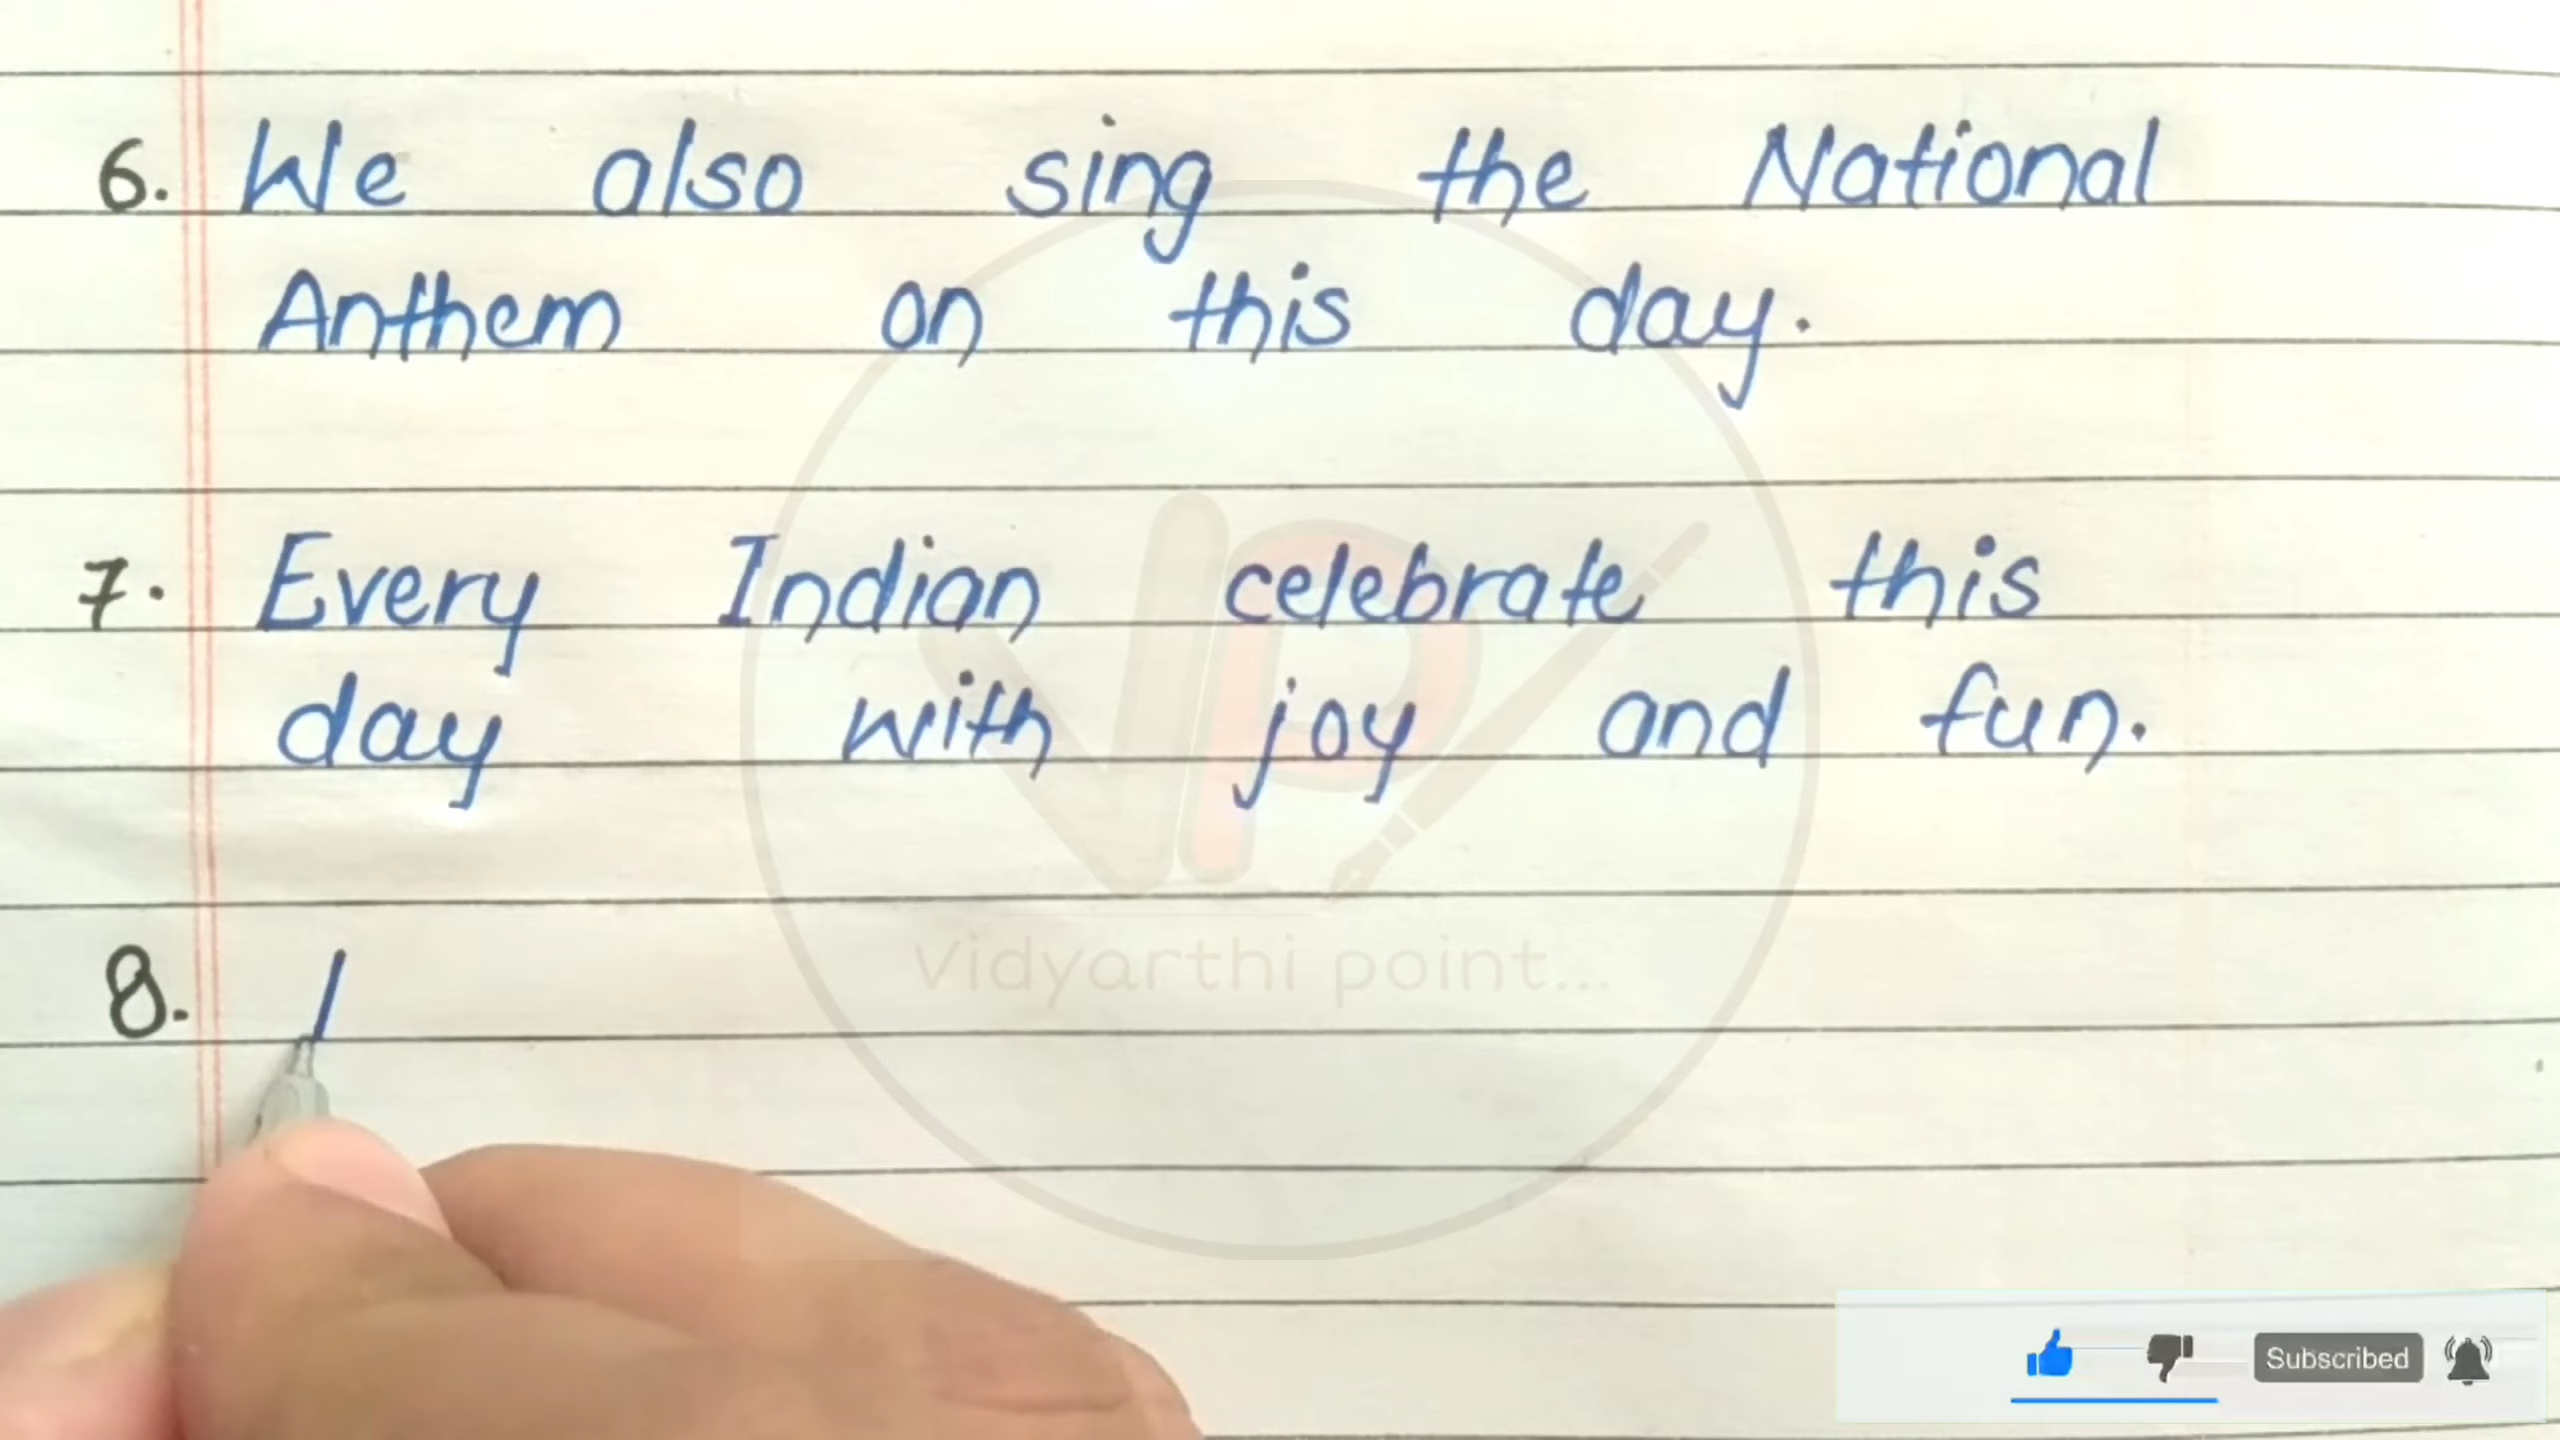 6. We also sing the National
Anthem on this day.
7. Every Indian celebrate this
day with joy and fun.
Vidyarthi point...
8.
Subscribed